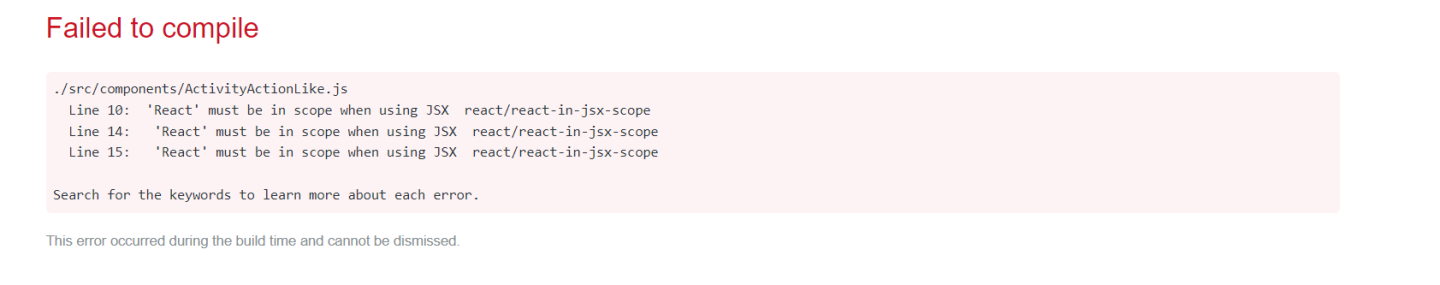 Failed to compile
./src/components/ActivityActionLike.js
  Line 10:  'React' must be in scope when using JSX  react/react-in-jsx-scope
  Line 14:   'React' must be in scope when using JSX  react/react-in-jsx-scope
  Line 15:   'React' must be in scope when using JSX  react/react-in-jsx-scope
Search for the keywords to learn more about each error.
This error occurred during the build time and cannot be dismissed.